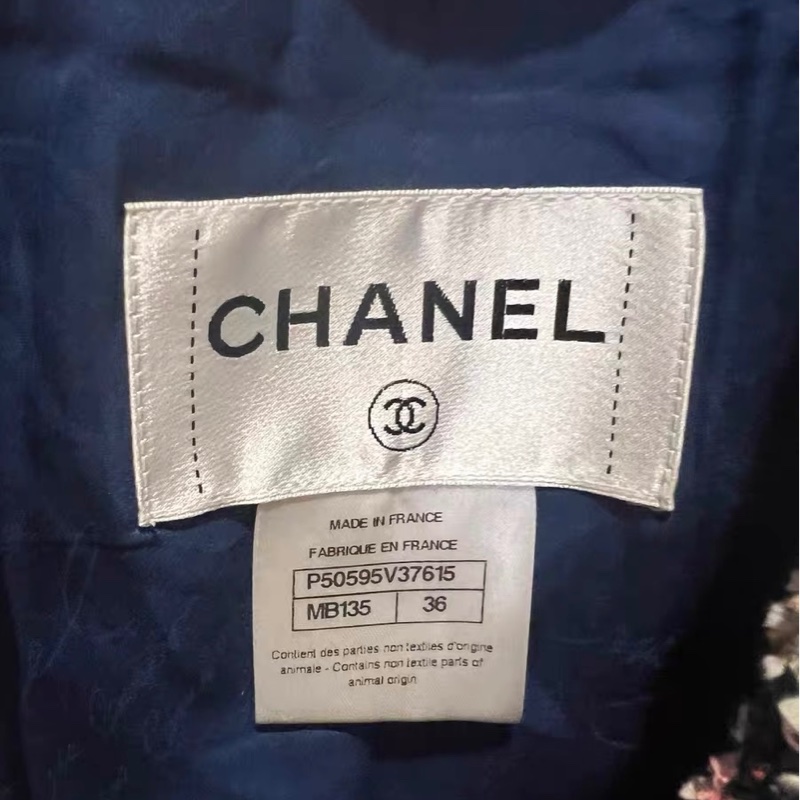 CHANEL
MADE IN FRANCE
FABRIQUE EN FRANCE
P50595V37615
MB135 36
Contient des parties non textiles d'origine
animale - Contains non textile parts of
animal origin